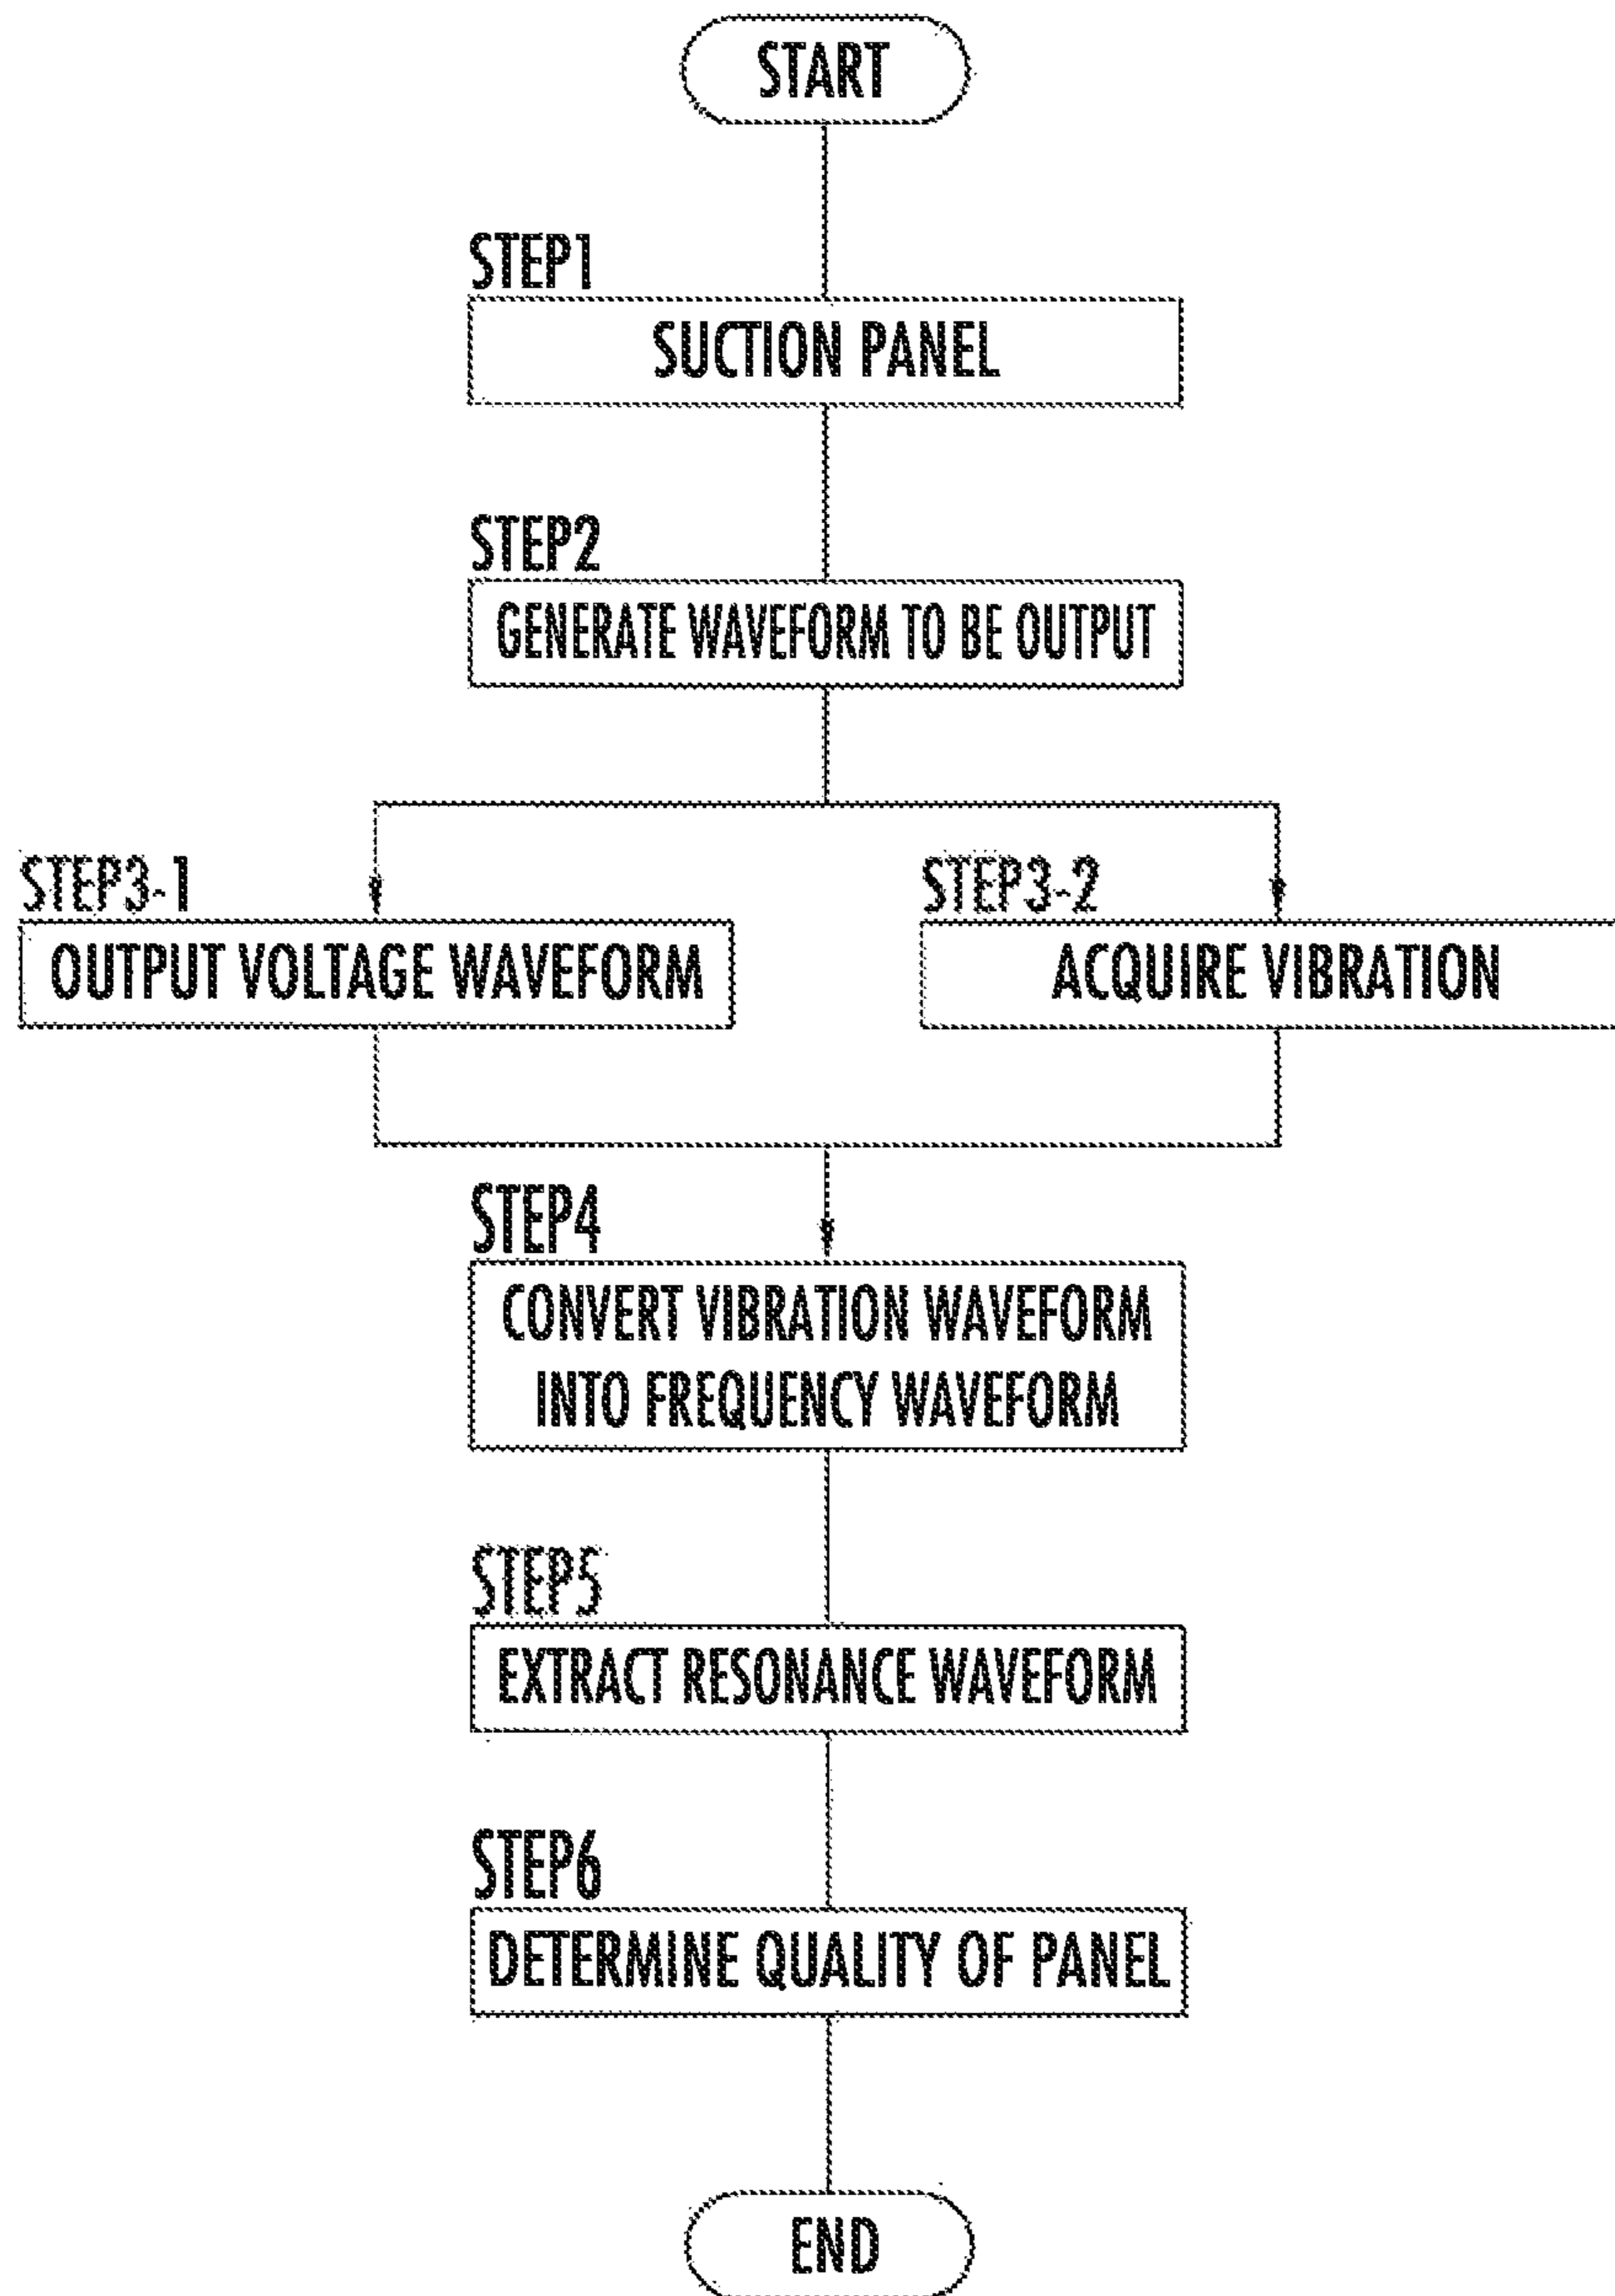 START
STEP1
SUCTION PANEL
STEP2
GENERATE WAVEFORM TO BE OUTPUT
STEP3-1
OUTPUT VOLTAGE WAVEFORM
STEP3-2
ACQUIRE VIBRATION
STEP4
CONVERT VIBRATION WAVEFORM
INTO FREQUENCY WAVEFORM
STEP5
EXTRACT RESONANCE WAVEFORM
STEP6
DETERMINE QUALITY OF PANEL
END